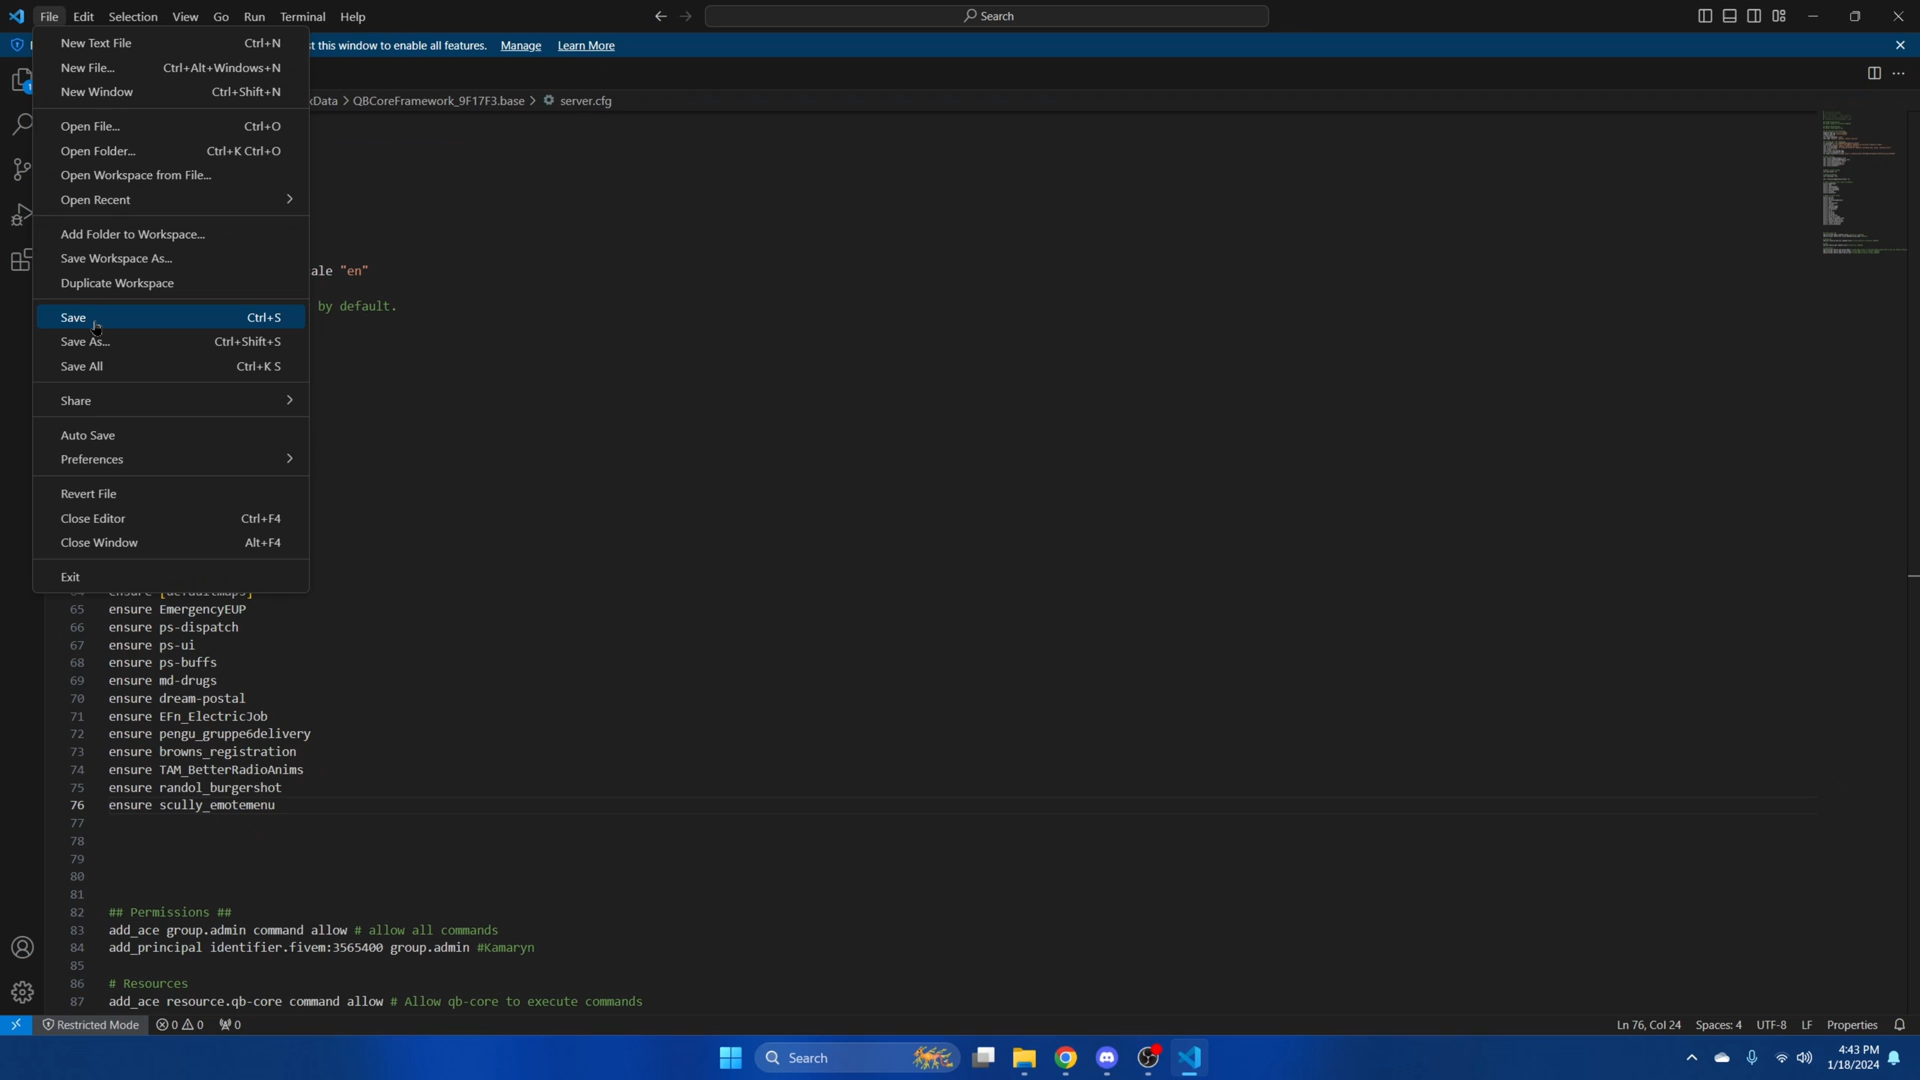 File Edit Selection View Go Run Terminal Help
Search
New Text File Ctrl+N
t this window to enable all features. Manage Learn More
New File... Ctrl+Alt+Windows+N
New Window Ctrl+Shift+N
xData > QBCoreFramework_9F17F3.base > server.cfg
Open File... Ctrl+O
Open Folder... Ctrl+K Ctrl+O
Open Workspace from File...
Open Recent
Add Folder to Workspace...
Save Workspace As...
ale "en"
Duplicate Workspace
by default.
Save Ctrl+S
Save As... Ctrl+Shift+S
Save All Ctrl+K S
Share
Auto Save
Preferences
Revert File
Close Editor Ctrl+F4
Close Window Alt+F4
Exit
64 ensure [defaultmaps]
65 ensure EmergencyEUP
66 ensure ps-dispatch
67 ensure ps-ui
68 ensure ps-buffs
69 ensure md-drugs
70 ensure dream-postal
71 ensure EFn_ElectricJob
72 ensure pengu_gruppe6delivery
73 ensure browns_registration
74 ensure TAM_BetterRadioAnims
75 ensure randol_burgershot
76 ensure scully_emotemenu
77
78
79
80
81
82 ## Permissions ##
83 add_ace group.admin command allow # allow all commands
84 add_principal identifier.fivem:3565400 group.admin #Kamaryn
85
86 # Resources
87 add_ace resource.qb-core command allow # Allow qb-core to execute commands
Restricted Mode 0 0 0 Ln 76, Col 24 Spaces: 4 UTF-8 LF Properties
Search
4:43 PM
1/18/2024